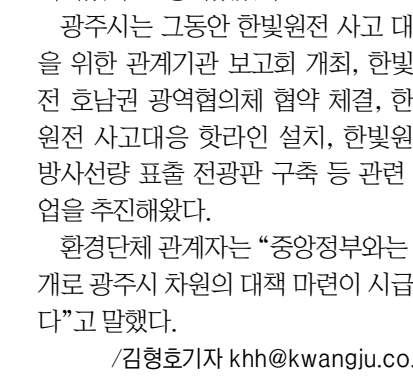 광주시는 그동안 한빛원전 사고 대
을 위한 관계기관 보고회 개최, 한빛
전 호남권 광역협의체 협약 체결, 한
원전 사고대응 핫라인 설치, 한빛원
방사선량 표출 전광판 구축 등 관련
업을 추진해왔다.
환경단체 관계자는 “중앙정부와는
개로 광주시 차원의 대책 마련이 시급
다”고 말했다.
/김형호기자 khh@kwangju.co.